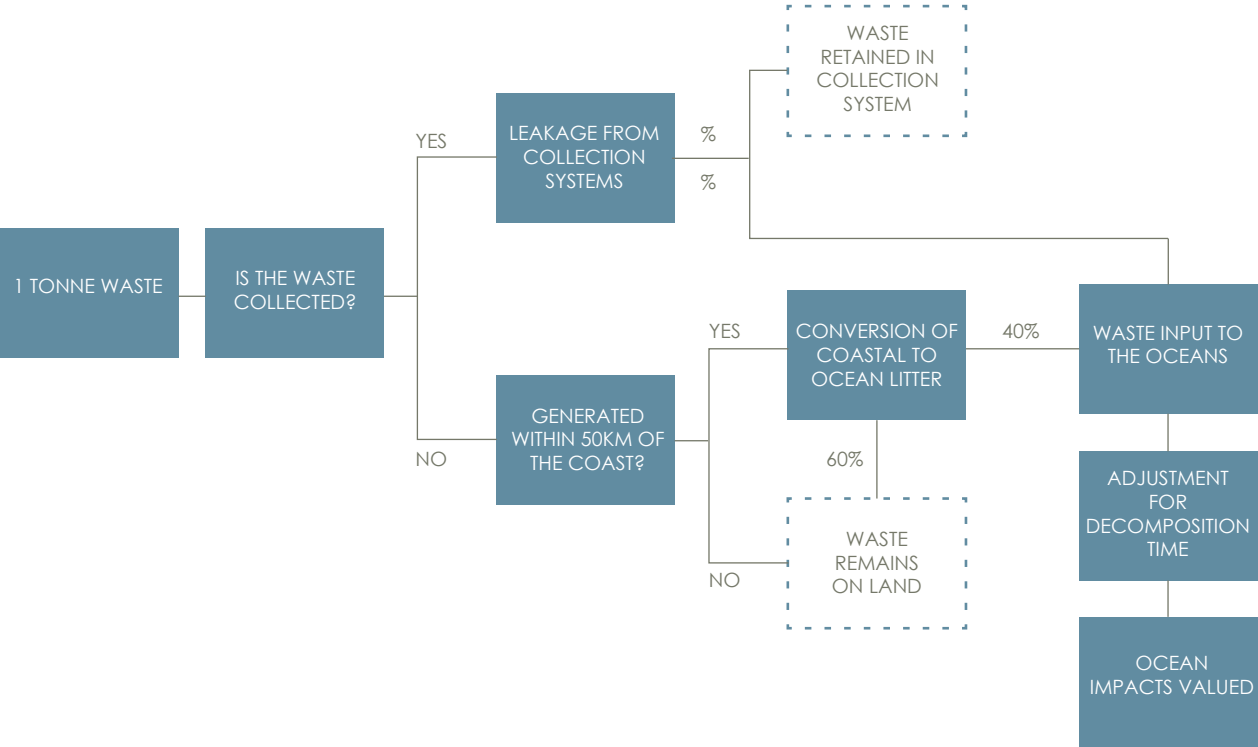 1 TONNE WASTE
IS THE WASTE
COLLECTED?
YES
NO
LEAKAGE FROM
COLLECTION
SYSTEMS
%
%
WASTE
RETAINED IN
COLLECTION
SYSTEM
GENERATED
WITHIN 50KM OF
THE COAST?
YES
NO
CONVERSION OF
COASTAL TO
OCEAN LITTER
40%
60%
WASTE
REMAINS
ON LAND
WASTE INPUT TO
THE OCEANS
ADJUSTMENT
FOR
DECOMPOSITION
TIME
OCEAN
IMPACTS VALUED